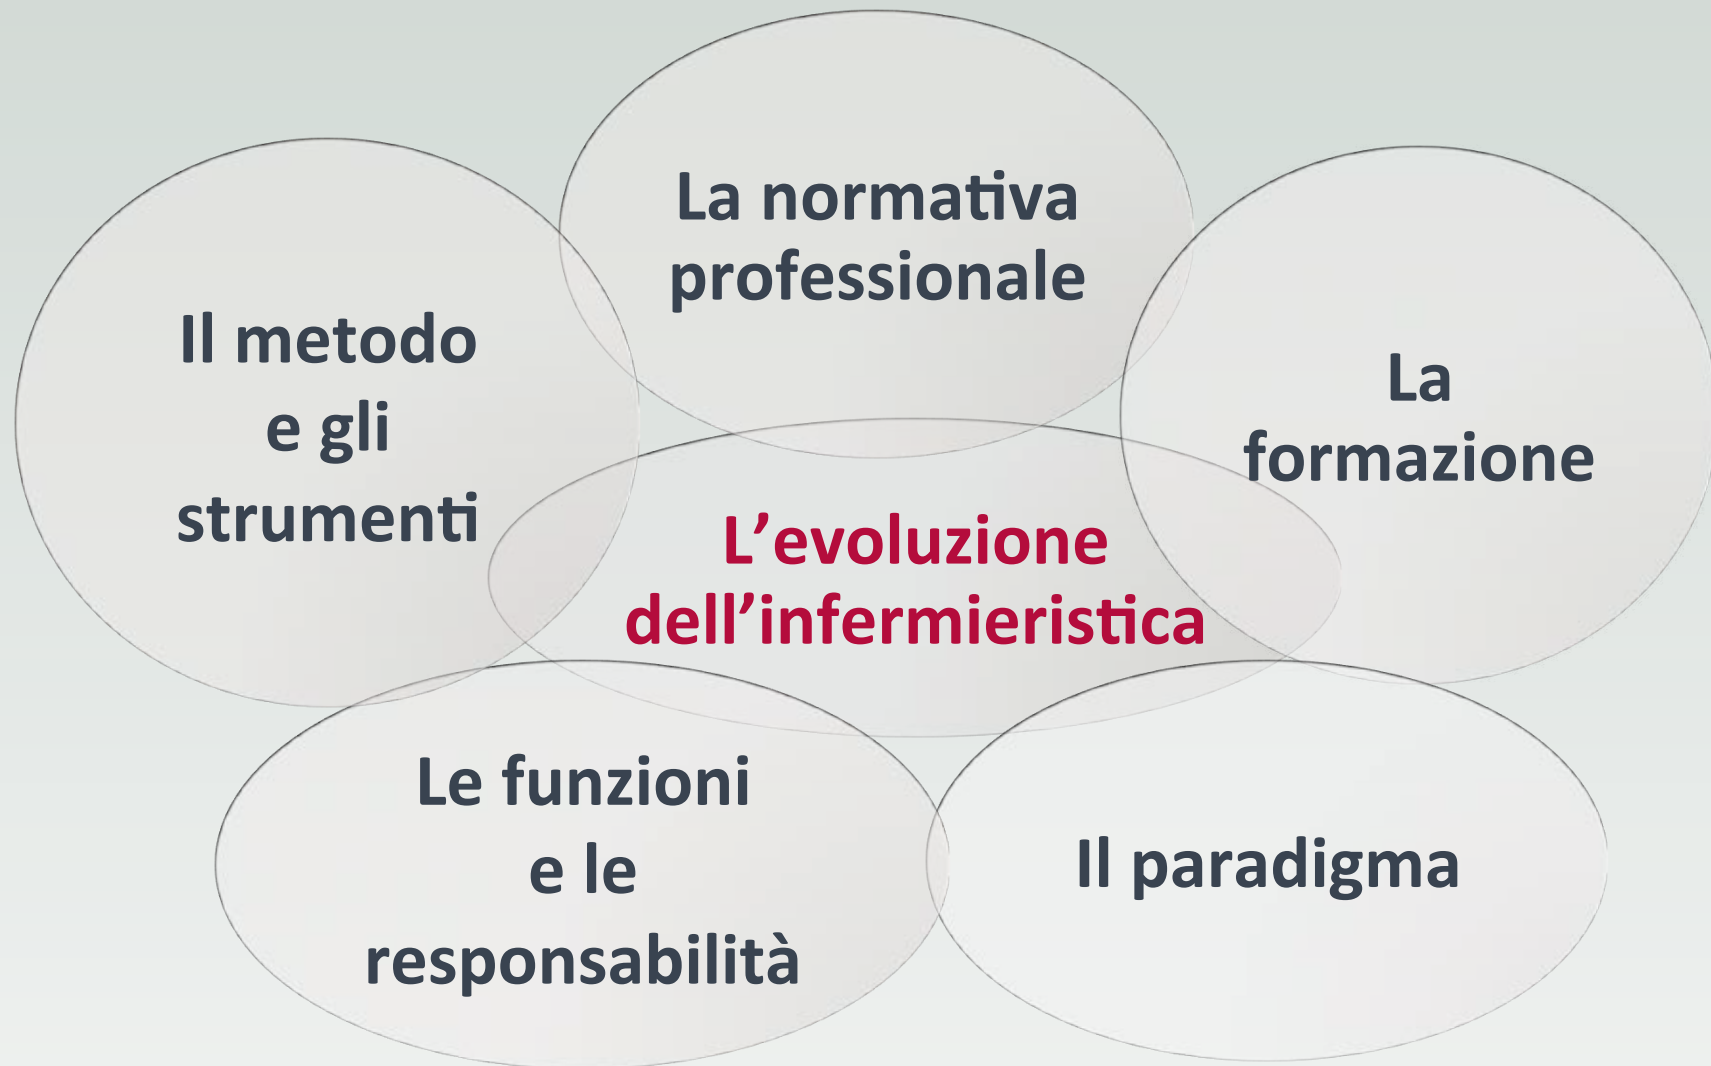 La normativa
professionale
Il metodo
e gli
strumenti
La
formazione
L’evoluzione
dell’infermieristica
Le funzioni
e le
responsabilità
Il paradigma